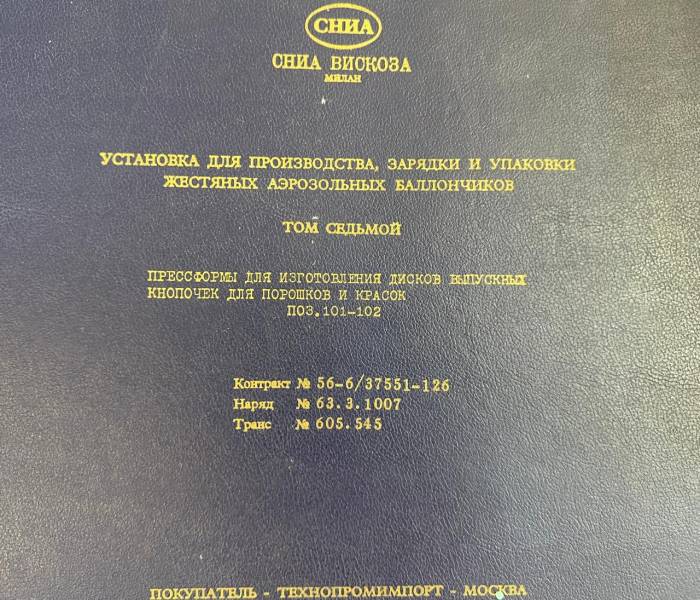 СНИА
СНИА ВИСКОЗА
МИЛАН
УСТАНОВКА ДЛЯ ПРОИЗВОДСТВА, ЗАРЯДКИ И УПАКОВКИ
ЖЕСТЯНЫХ АЭРОЗОЛЬНЫХ БАЛЛОНЧИКОВ
ТОМ СЕДЬМОЙ
ПРЕССФОРМЫ ДЛЯ ИЗГОТОВЛЕНИЯ ДИСКОВ ВЫПУСКНЫХ
КНОПОЧЕК ДЛЯ ПОРОШКОВ И КРАСОК
ПОЗ.101-102
Контракт № 56-6/37551-126
Наряд № 63.3.1007
Транс № 605.545
ПОКУПАТЕЛЬ - ТЕХНОПРОМИМПОРТ - МОСКВА